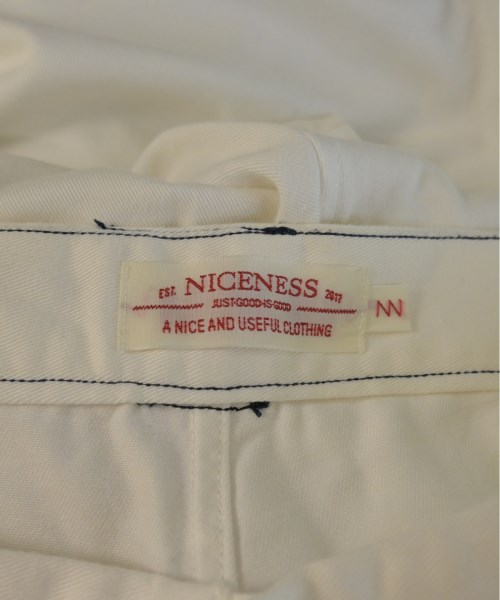 EST. NICENESS 2017
JUST-GOOD-IS-GOOD
A NICE AND USEFUL CLOTHING
NN